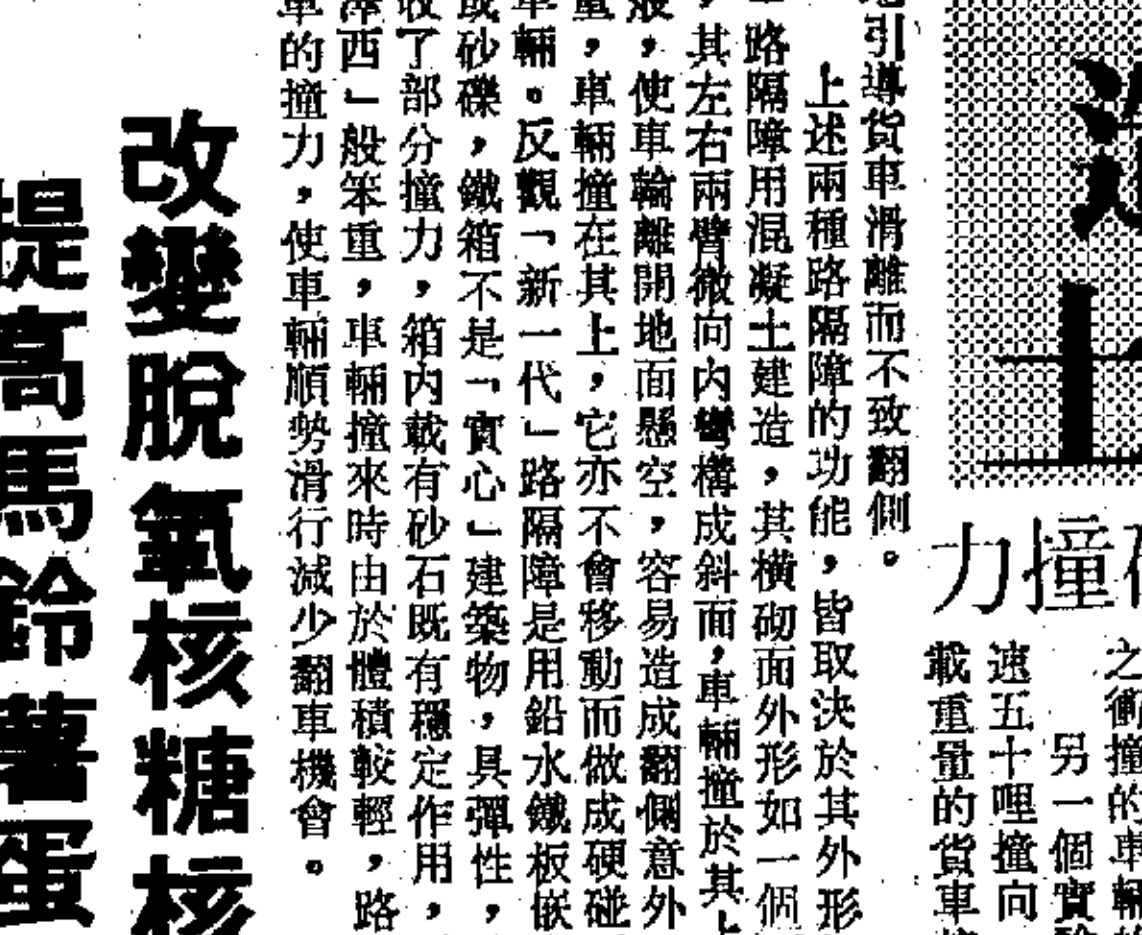 力撞
之衝撞的車輛
另一個實驗
速五十哩撞向
載重量的貨車
引導貨車滑離而不致翻側。
上述兩種路隔障的功能，皆取決於其外形
路隔障用混凝土建造，其橫砌面外形如一個
，其左右兩臂微向內彎構成斜面，車輛撞於其上
般，使車輪離開地面懸空，容易造成翻側意外
重，車輛撞在其上，它亦不會移動而做成硬碰
車輛。反觀「新一代」路隔障是用鉛水鐵板嵌
或砂礫，鐵箱不是「實心」建築物，具彈性，
收了部分撞力，箱內載有砂石既有穩定作用，
澤西」般笨重，車輛撞來時由於體積較輕，路
車的撞力，使車輛順勢滑行減少翻車機會。
改變脫氧核糖核
提高馬鈴薯蛋